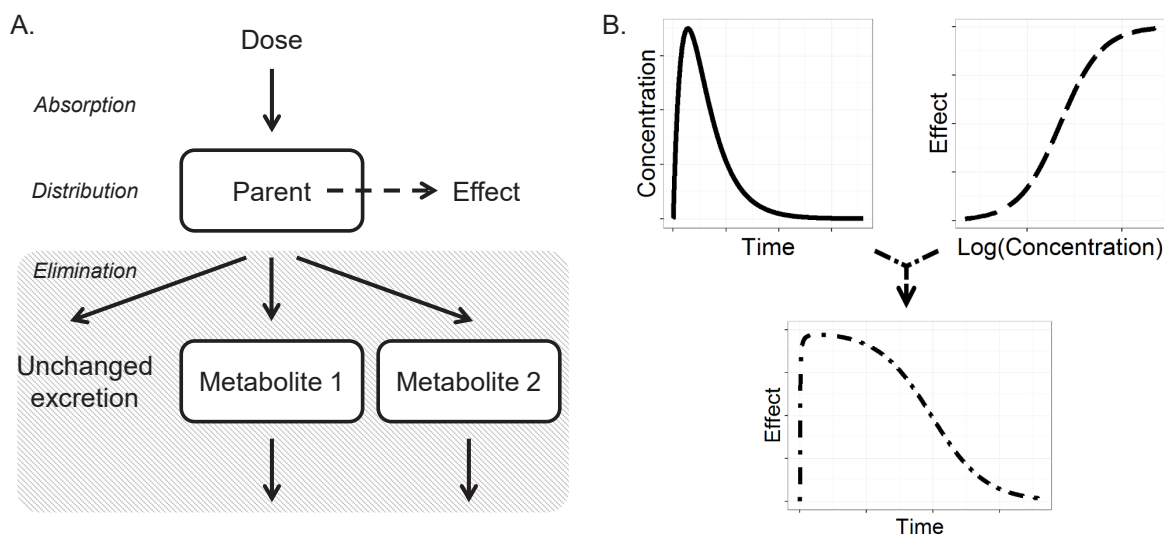 A.
Dose
Absorption
Distribution
Parent
Effect
Elimination
Unchanged
excretion
Metabolite 1
Metabolite 2
B.
Concentration
Time
Effect
Log(Concentration)
Effect
Time